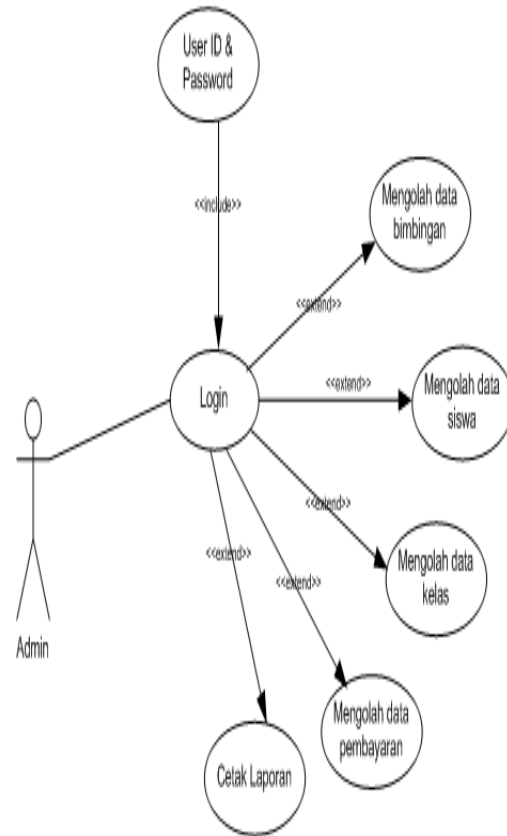 User ID &
Password
<<include>>
Mengolah data
bimbingan
<<extend>>
<<extend>>
Mengolah data
siswa
Login
<<extend>>
Mengolah data
kelas
<<extend>>
<<extend>>
Admin
Mengolah data
pembayaran
Cetak Laporan